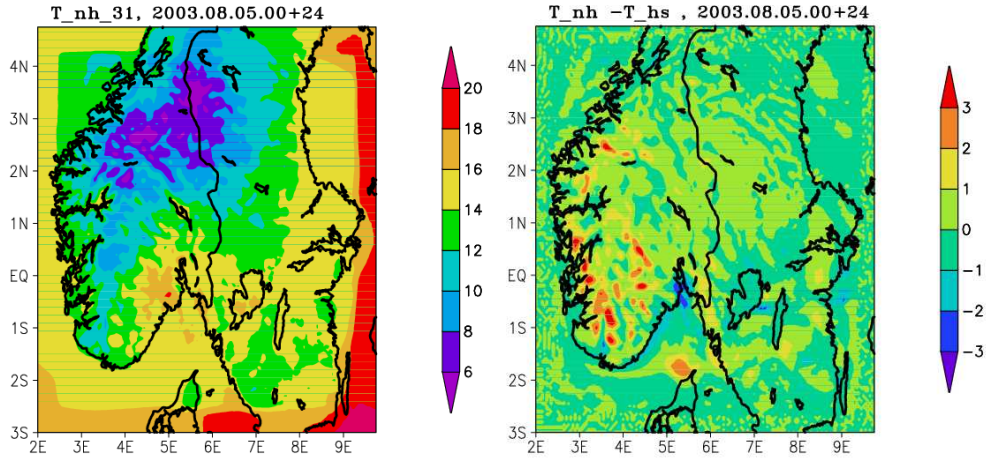 T_nh_31, 2003.08.05.00+24
4N
3N
2N
1N
EQ
1S
2S
3S
2E 3E 4E 5E 6E 7E 8E 9E
20
18
16
14
12
10
8
6
T_nh -T_hs , 2003.08.05.00+24
4N
3N
2N
1N
EQ
1S
2S
3S
2E 3E 4E 5E 6E 7E 8E 9E
3
2
1
0
-1
-2
-3